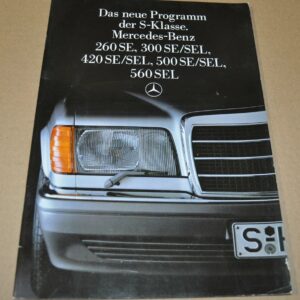 Das neue Programm
der S-Klasse.
Mercedes-Benz
260 SE, 300 SE/SEL,
420 SE/SEL, 500 SE/SEL,
560 SEL
S